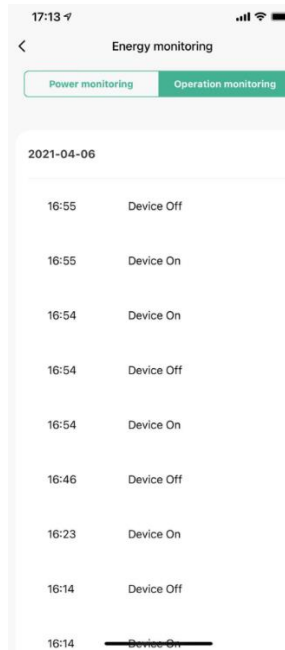 17:13
Energy monitoring
Power monitoring Operation monitoring
2021-04-06
16:55 Device Off
16:55 Device On
16:54 Device On
16:54 Device Off
16:54 Device On
16:46 Device Off
16:23 Device On
16:14 Device Off
16:14 Device On